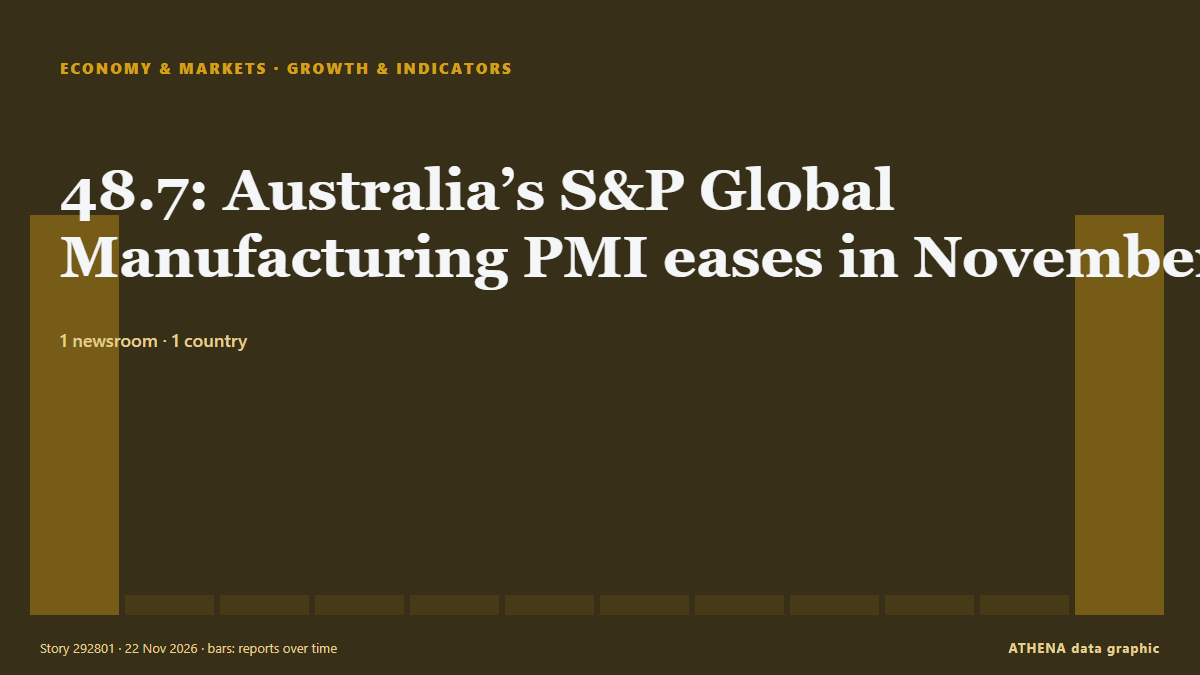 ECONOMY & MARKETS · GROWTH & INDICATORS
48.7: Australia’s S&P Global
Manufacturing PMI eases in November
1 newsroom · 1 country
Story 292801 · 22 Nov 2026 · bars: reports over time
ATHENA data graphic